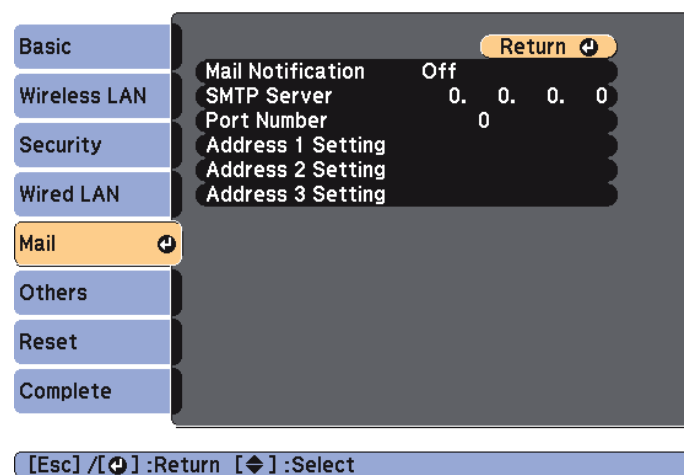 Basic
Wireless LAN
Security
Wired LAN
Mail
Others
Reset
Complete
Return
Mail Notification Off
SMTP Server 0. 0. 0. 0
Port Number 0
Address 1 Setting
Address 2 Setting
Address 3 Setting
[Esc] /[⏎] :Return [◆] :Select